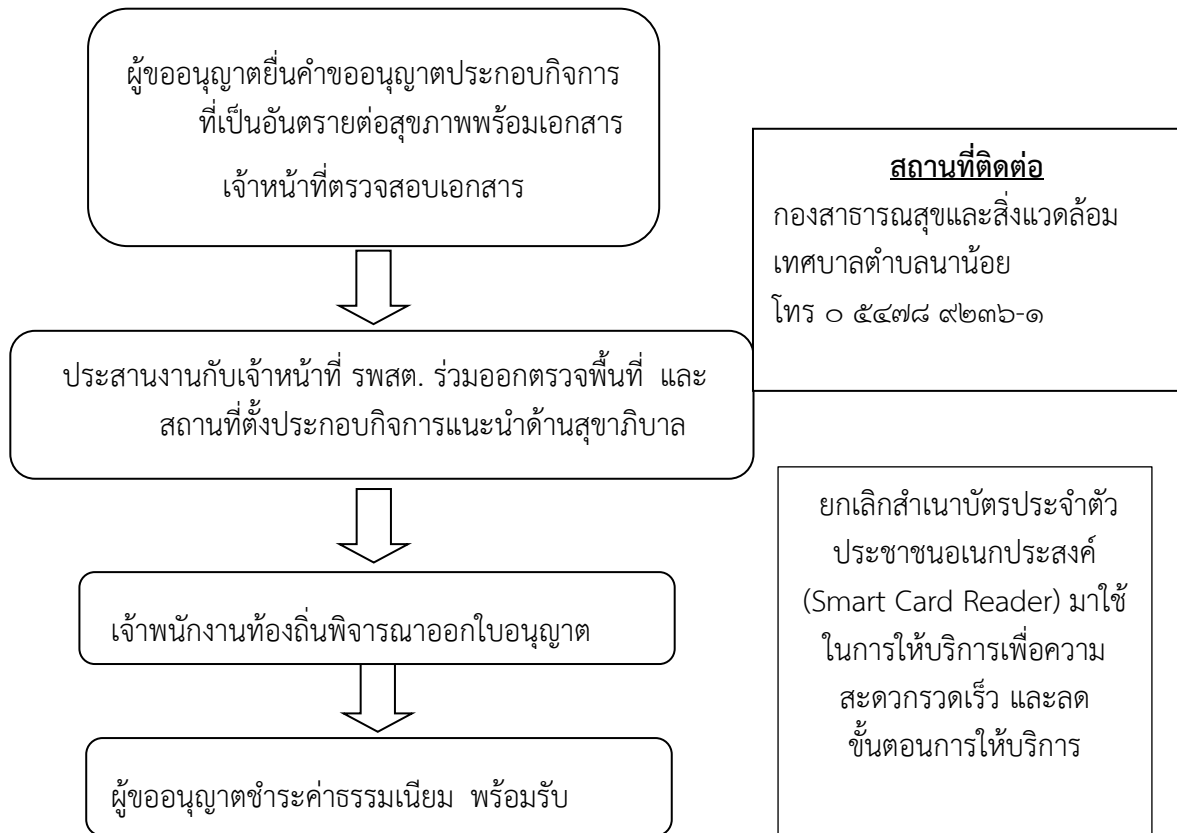 ผู้ขออนุญาตยื่นคำขออนุญาตประกอบกิจการ
ที่เป็นอันตรายต่อสุขภาพพร้อมเอกสาร
เจ้าหน้าที่ตรวจสอบเอกสาร
สถานที่ติดต่อ
กองสาธารณสุขและสิ่งแวดล้อม
เทศบาลตำบลนาน้อย
โทร ๐ ๕๔๗๘ ๙๒๓๖-๑
ประสานงานกับเจ้าหน้าที่ รพสต. ร่วมออกตรวจพื้นที่ และ
สถานที่ตั้งประกอบกิจการแนะนำด้านสุขาภิบาล
เจ้าพนักงานท้องถิ่นพิจารณาออกใบอนุญาต
ผู้ขออนุญาตชำระค่าธรรมเนียม พร้อมรับ
ยกเลิกสำเนาบัตรประจำตัว
ประชาชนอเนกประสงค์
(Smart Card Reader) มาใช้
ในการให้บริการเพื่อความ
สะดวกรวดเร็ว และลด
ขั้นตอนการให้บริการ